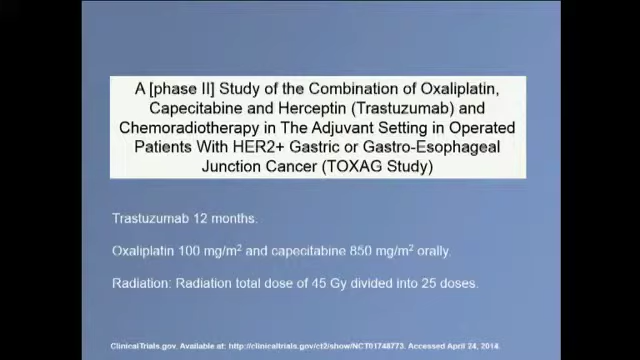 A [phase II] Study of the Combination of Oxaliplatin,
Capecitabine and Herceptin (Trastuzumab) and
Chemoradiotherapy in The Adjuvant Setting in Operated
Patients With HER2+ Gastric or Gastro-Esophageal
Junction Cancer (TOXAG Study)
Trastuzumab 12 months.
Oxaliplatin 100 mg/m² and capecitabine 850 mg/m² orally.
Radiation: Radiation total dose of 45 Gy divided into 25 doses.
ClinicalTrials.gov. Available at: http://clinicaltrials.gov/ct2/show/NCT01748773. Accessed April 24, 2014.